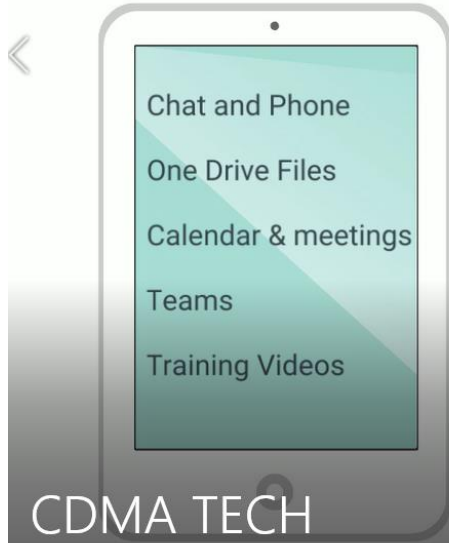 Chat and Phone
One Drive Files
Calendar & meetings
Teams
Training Videos
CDMA TECH